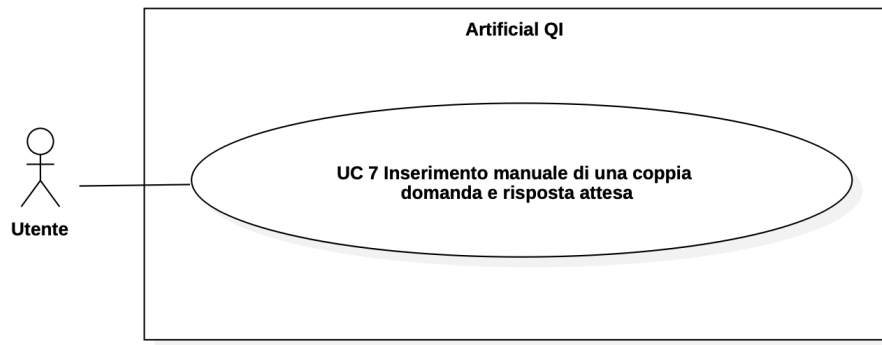 Artificial QI
UC 7 Inserimento manuale di una coppia
domanda e risposta attesa
Utente